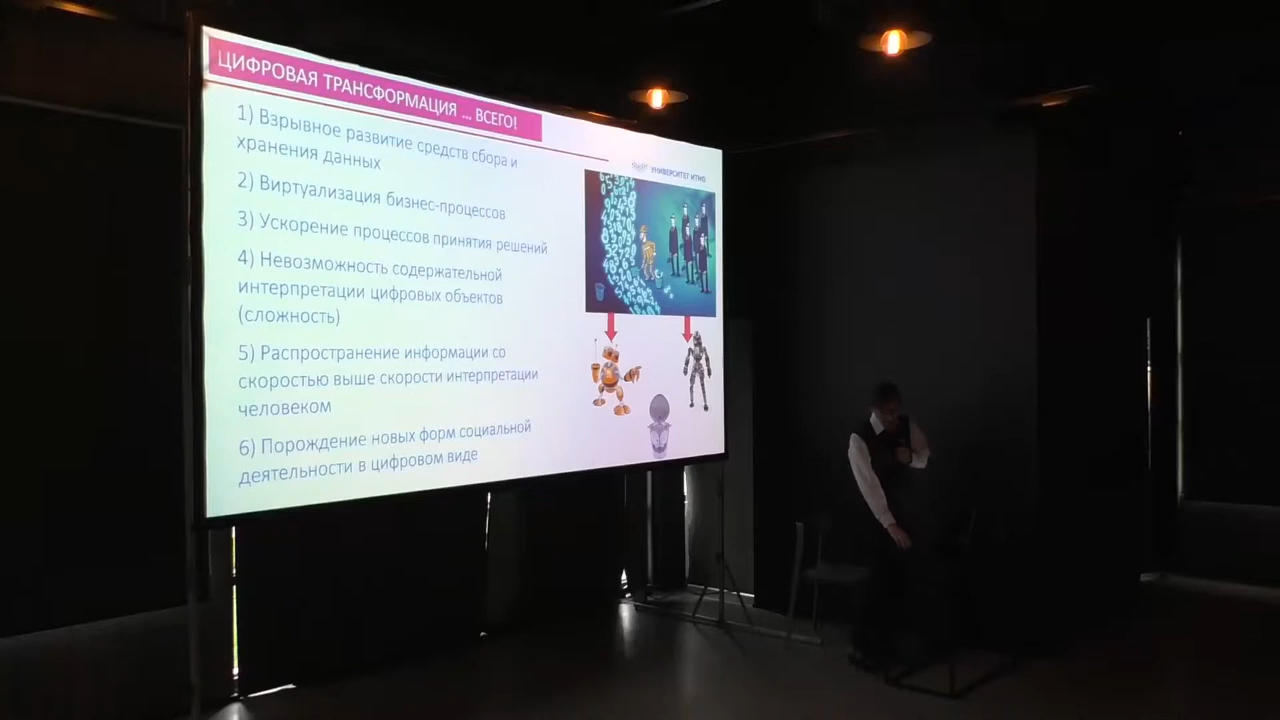 ЦИФРОВАЯ ТРАНСФОРМАЦИЯ ... ВСЕГО!
1) Взрывное развитие средств сбора и
хранения данных
2) Виртуализация бизнес-процессов
3) Ускорение процессов принятия решений
4) Невозможность содержательной
интерпретации цифровых объектов
(сложность)
5) Распространение информации со
скоростью выше скорости интерпретации
человеком
6) Порождение новых форм социальной
деятельности в цифровом виде
УНИВЕРСИТЕТ ИТМО